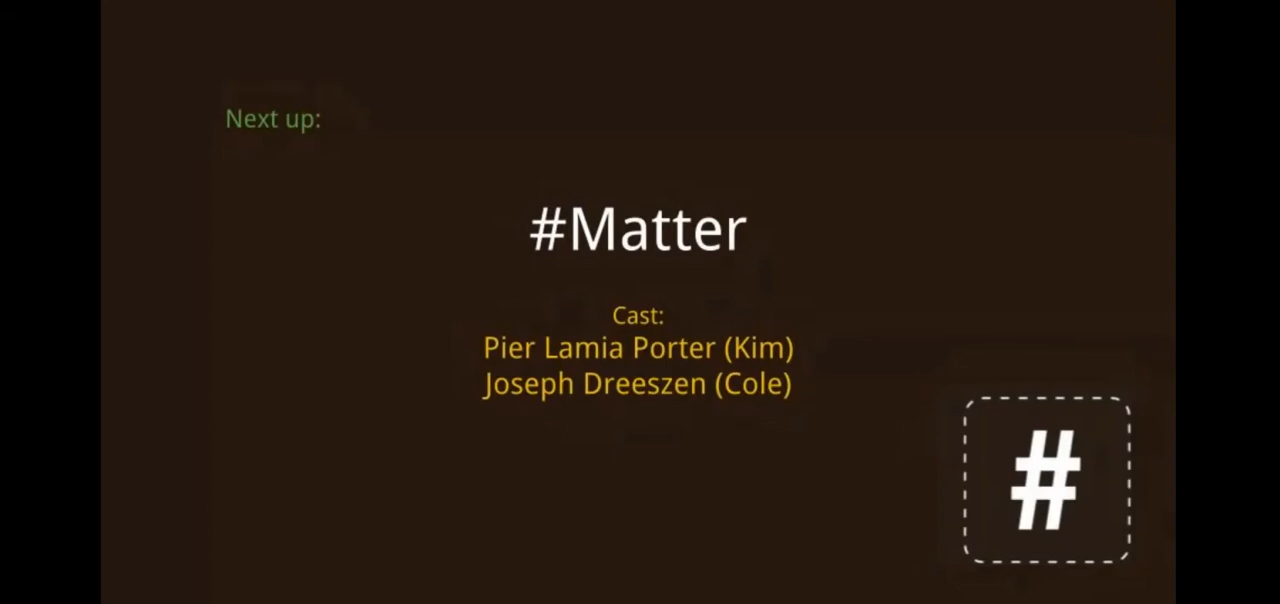 Next up:
#Matter
Cast:
Pier Lamia Porter (Kim)
Joseph Dreeszen (Cole)
#